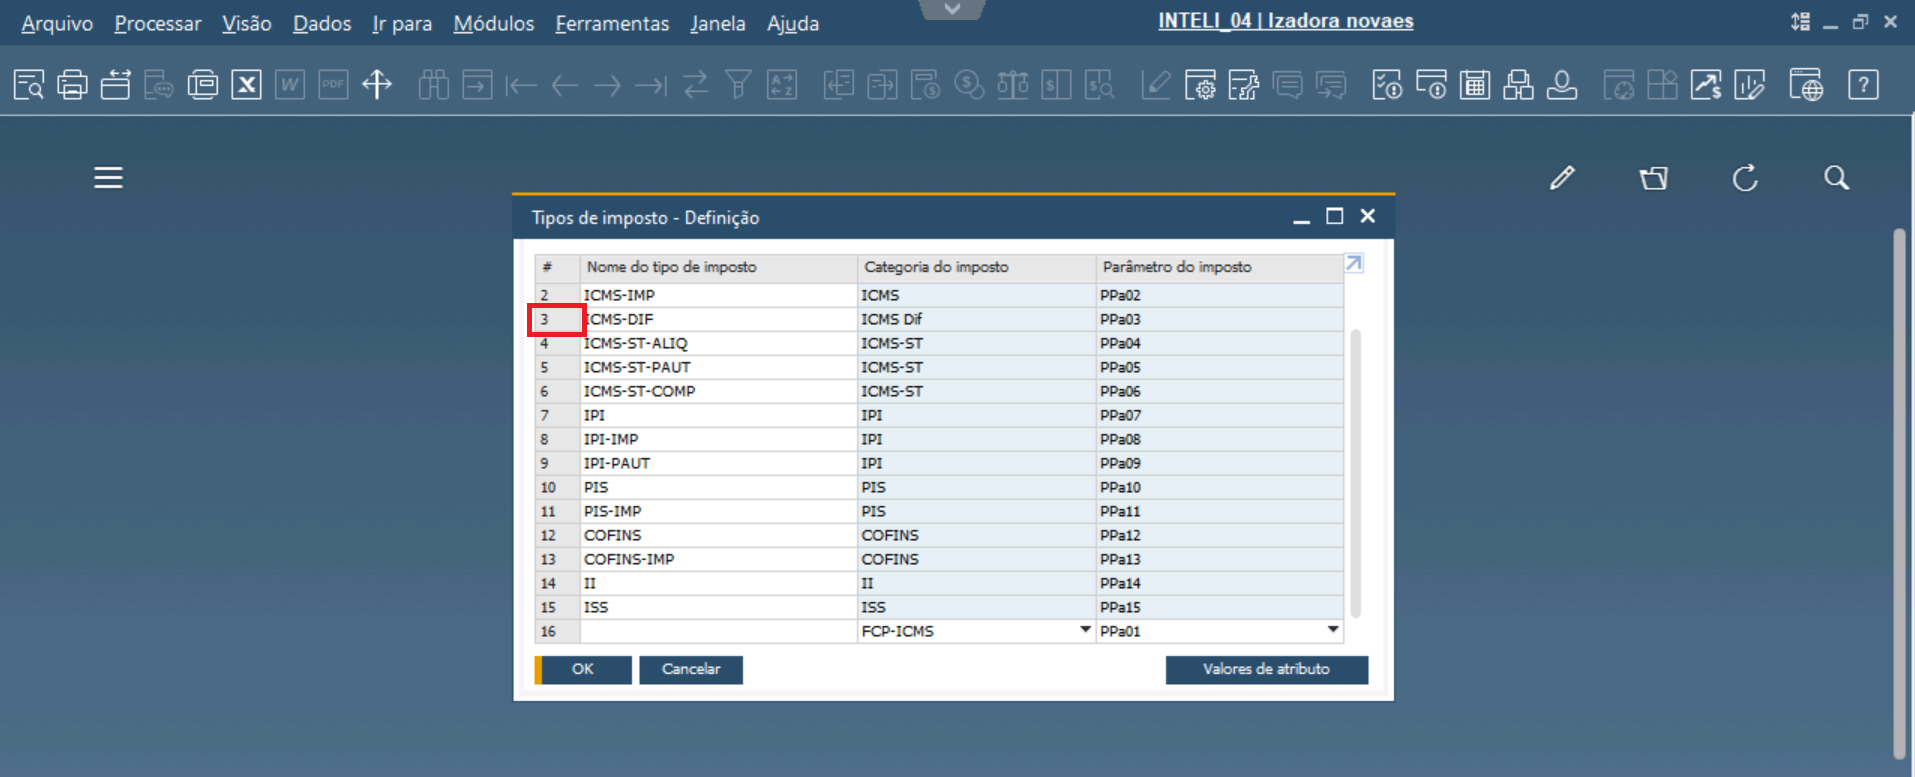 Arquivo Processar Visão Dados Ir para Módulos Ferramentas Janela Ajuda INTELI_04 | Izadora novaes
X W PDF A Z $ $ $ $ $ ?
Tipos de imposto - Definição
# Nome do tipo de imposto Categoria do imposto Parâmetro do imposto
2 ICMS-IMP ICMS PPa02
3 ICMS-DIF ICMS Dif PPa03
4 ICMS-ST-ALIQ ICMS-ST PPa04
5 ICMS-ST-PAUT ICMS-ST PPa05
6 ICMS-ST-COMP ICMS-ST PPa06
7 IPI IPI PPa07
8 IPI-IMP IPI PPa08
9 IPI-PAUT IPI PPa09
10 PIS PIS PPa10
11 PIS-IMP PIS PPa11
12 COFINS COFINS PPa12
13 COFINS-IMP COFINS PPa13
14 II II PPa14
15 ISS ISS PPa15
16 FCP-ICMS PPa01
OK Cancelar Valores de atributo